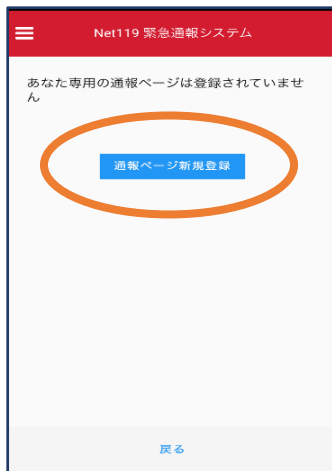 Net119 緊急通報システム
あなた専用の通報ページは登録されていませ
ん
通報ページ新規登録
戻る